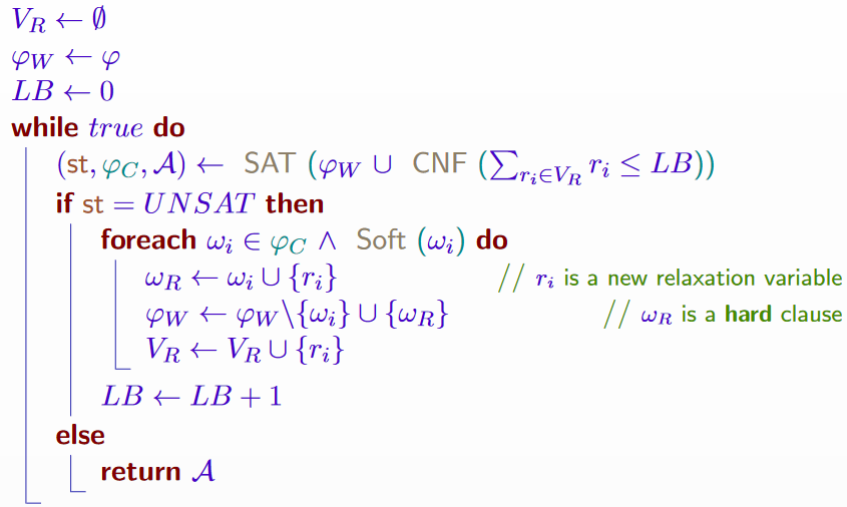 V_R ← ∅
φ_W ← φ
LB ← 0
while true do
(st, φ_C, 𝒜) ← SAT (φ_W ∪ CNF (∑_{r_i∈V_R} r_i ≤ LB))
if st = UNSAT then
foreach ω_i ∈ φ_C ∧ Soft (ω_i) do
ω_R ← ω_i ∪ {r_i} // r_i is a new relaxation variable
φ_W ← φ_W\{ω_i} ∪ {ω_R} // ω_R is a hard clause
V_R ← V_R ∪ {r_i}
LB ← LB + 1
else
return 𝒜